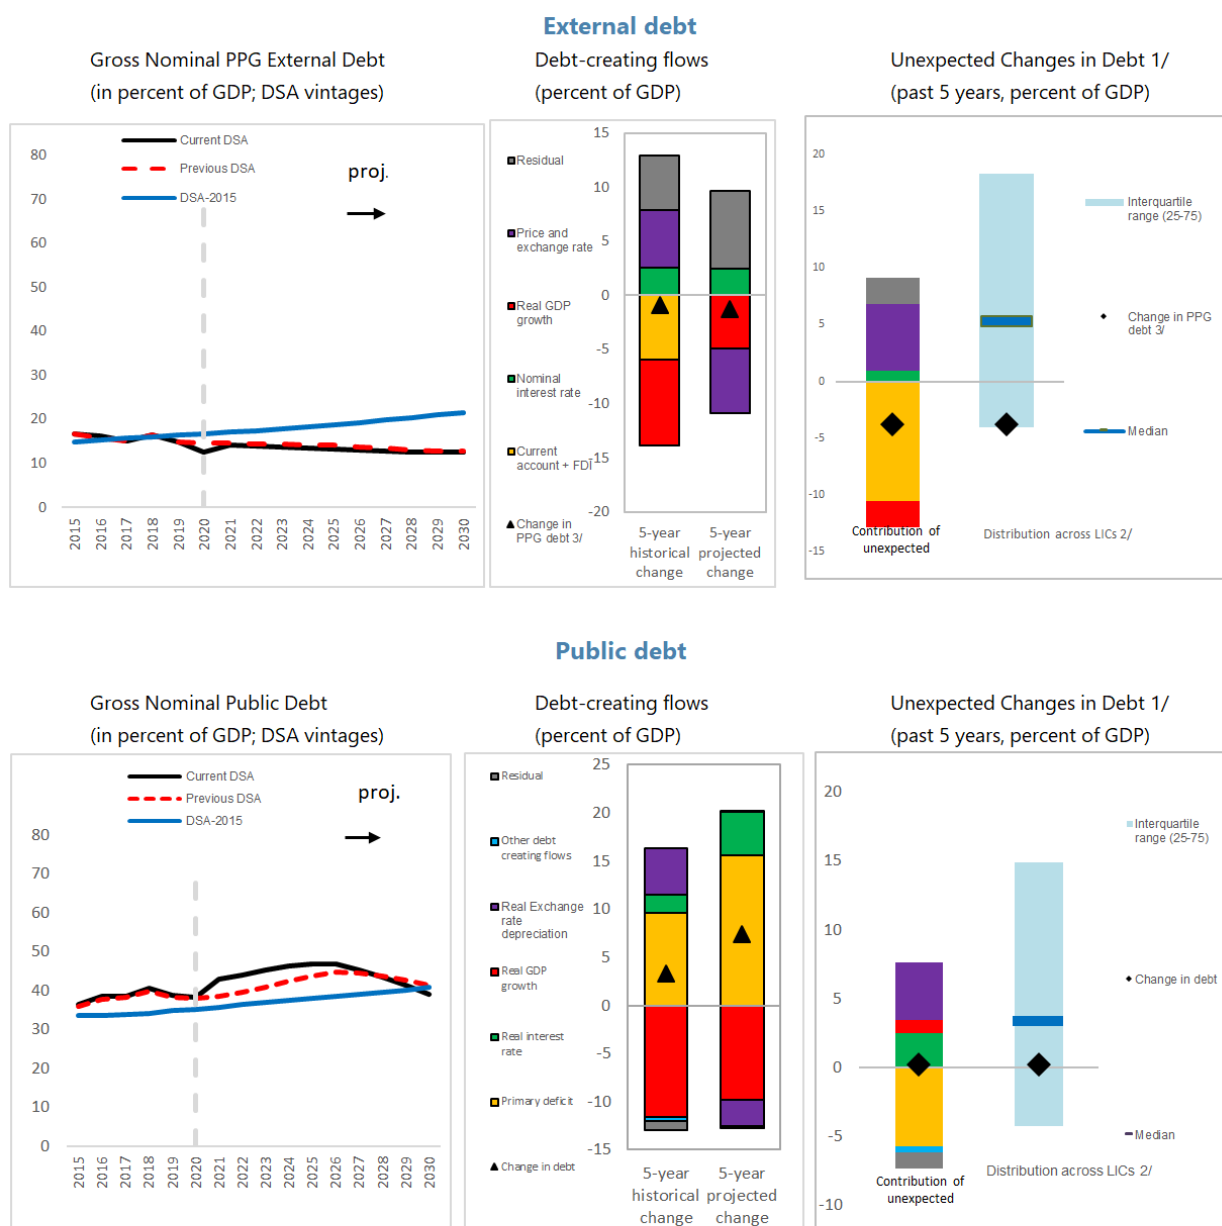 External debt
Gross Nominal PPG External Debt
(in percent of GDP; DSA vintages)
Debt-creating flows
(percent of GDP)
Unexpected Changes in Debt 1/
(past 5 years, percent of GDP)
Current DSA
Previous DSA
DSA-2015
proj.
80
70
60
50
40
30
20
10
0
2015
2016
2017
2018
2019
2020
2021
2022
2023
2024
2025
2026
2027
2028
2029
2030
Residual
Price and
exchange rate
Real GDP
growth
Nominal
interest rate
Current
account + FDI
Change in
PPG debt 3/
15
10
5
0
-5
-10
-15
-20
5-year
historical
change
5-year
projected
change
20
15
10
5
0
-5
-10
-15
Interquartile
range (25-75)
Change in PPG
debt 3/
Median
Contribution of
unexpected
Distribution across LICs 2/
Public debt
Gross Nominal Public Debt
(in percent of GDP; DSA vintages)
Debt-creating flows
(percent of GDP)
Unexpected Changes in Debt 1/
(past 5 years, percent of GDP)
Current DSA
Previous DSA
DSA-2015
proj.
80
70
60
50
40
30
20
10
0
2015
2016
2017
2018
2019
2020
2021
2022
2023
2024
2025
2026
2027
2028
2029
2030
Residual
Other debt
creating flows
Real Exchange
rate
depreciation
Real GDP
growth
Real interest
rate
Primary deficit
Change in debt
25
20
15
10
5
0
-5
-10
-15
5-year
historical
change
5-year
projected
change
20
15
10
5
0
-5
-10
Interquartile
range (25-75)
Change in debt
Median
Contribution of
unexpected
Distribution across LICs 2/